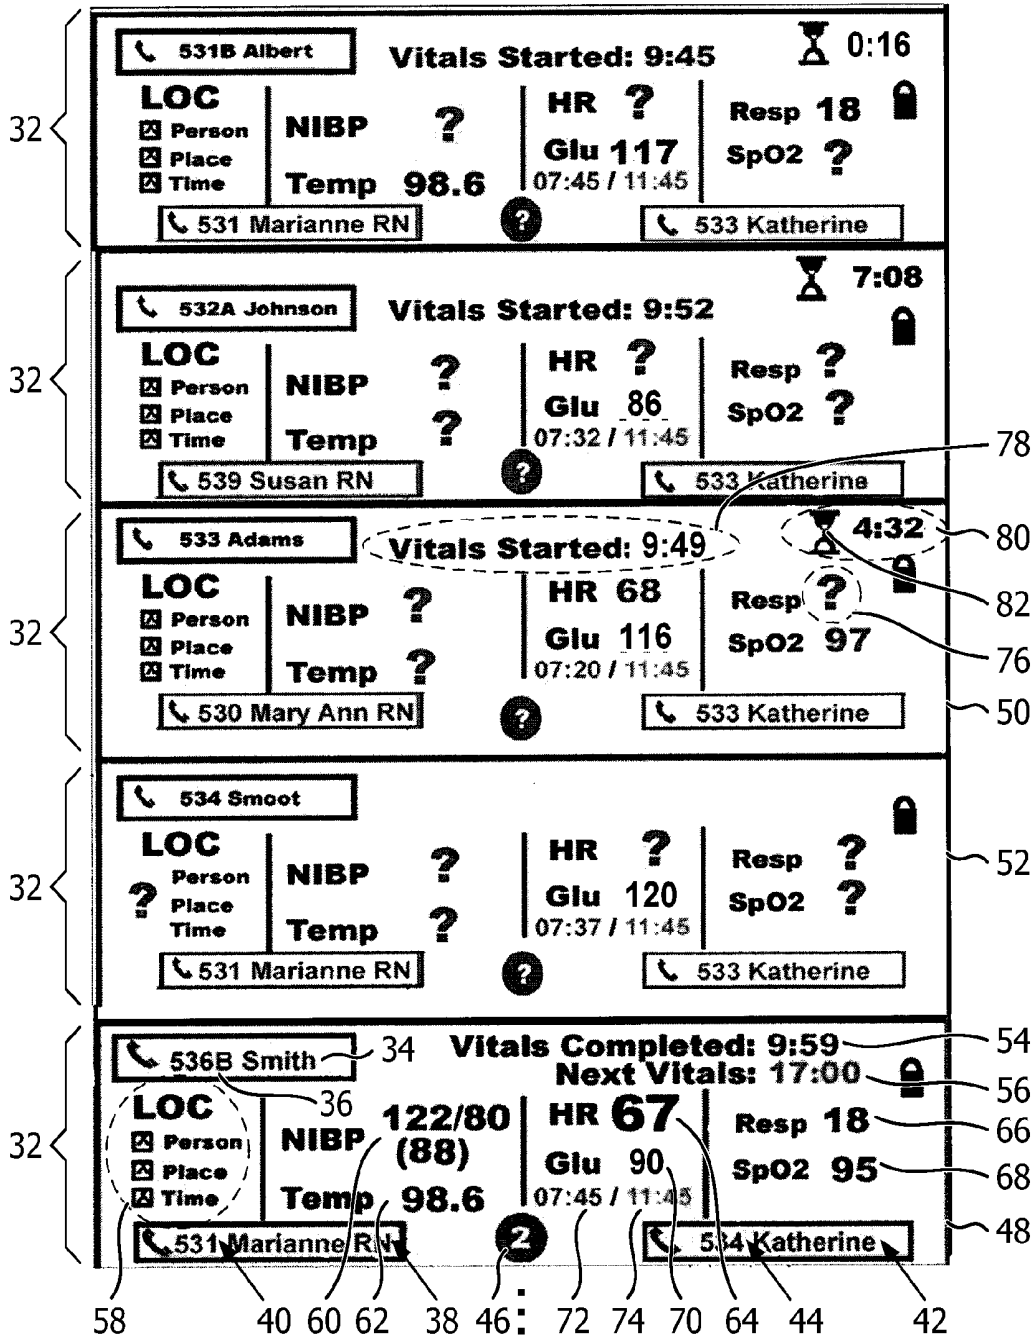 531B Albert Vitals Started: 9:45 0:16
LOC HR ? Resp 18
32 Person NIBP ?
Place Glu 117 SpO2 ?
Time Temp 98.6 07:45 / 11:45
531 Marianne RN ? 533 Katherine
532A Johnson Vitals Started: 9:52 7:08
LOC HR ? Resp ?
32 Person NIBP ?
Place Glu 86 SpO2 ?
Time Temp ? 07:32 / 11:45
539 Susan RN ? 533 Katherine
78
533 Adams Vitals Started: 9:49 4:32 80
LOC HR 68 Resp ? 82
32 Person NIBP ?
Place Glu 116 SpO2 97 76
Time Temp ? 07:20 / 11:45
530 Mary Ann RN ? 533 Katherine 50
534 Smoot
LOC HR ? Resp ? 52
32 ? Person NIBP ?
Place Glu 120 SpO2 ?
Time Temp ? 07:37 / 11:45
531 Marianne RN ? 533 Katherine
536B Smith 34 Vitals Completed: 9:59 54
36 Next Vitals: 17:00 56
LOC 122/80 HR 67 Resp 18 66
32 Person NIBP (88)
Place Glu 90 SpO2 95 68
Time Temp 98.6 07:45 / 11:45
531 Marianne RN 2 534 Katherine 48
58 40 60 62 38 46 72 74 70 64 44 42